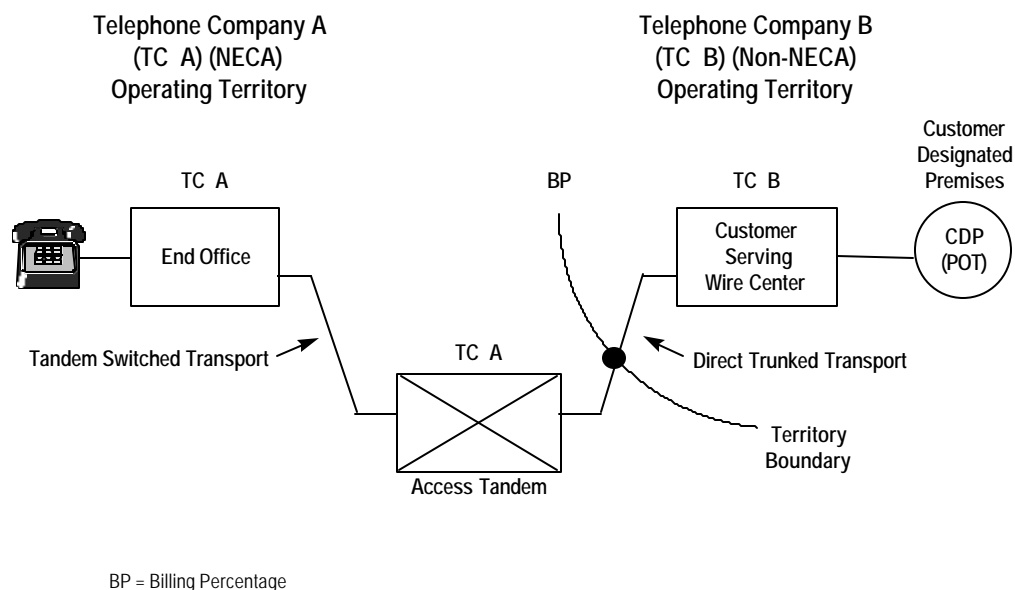 Telephone Company A
(TC A) (NECA)
Operating Territory
Telephone Company B
(TC B) (Non-NECA)
Operating Territory
Customer
Designated
Premises
TC A
BP
TC B
End Office
Customer
Serving
Wire Center
CDP
(POT)
Tandem Switched Transport
TC A
Direct Trunked Transport
Territory
Boundary
Access Tandem
BP = Billing Percentage